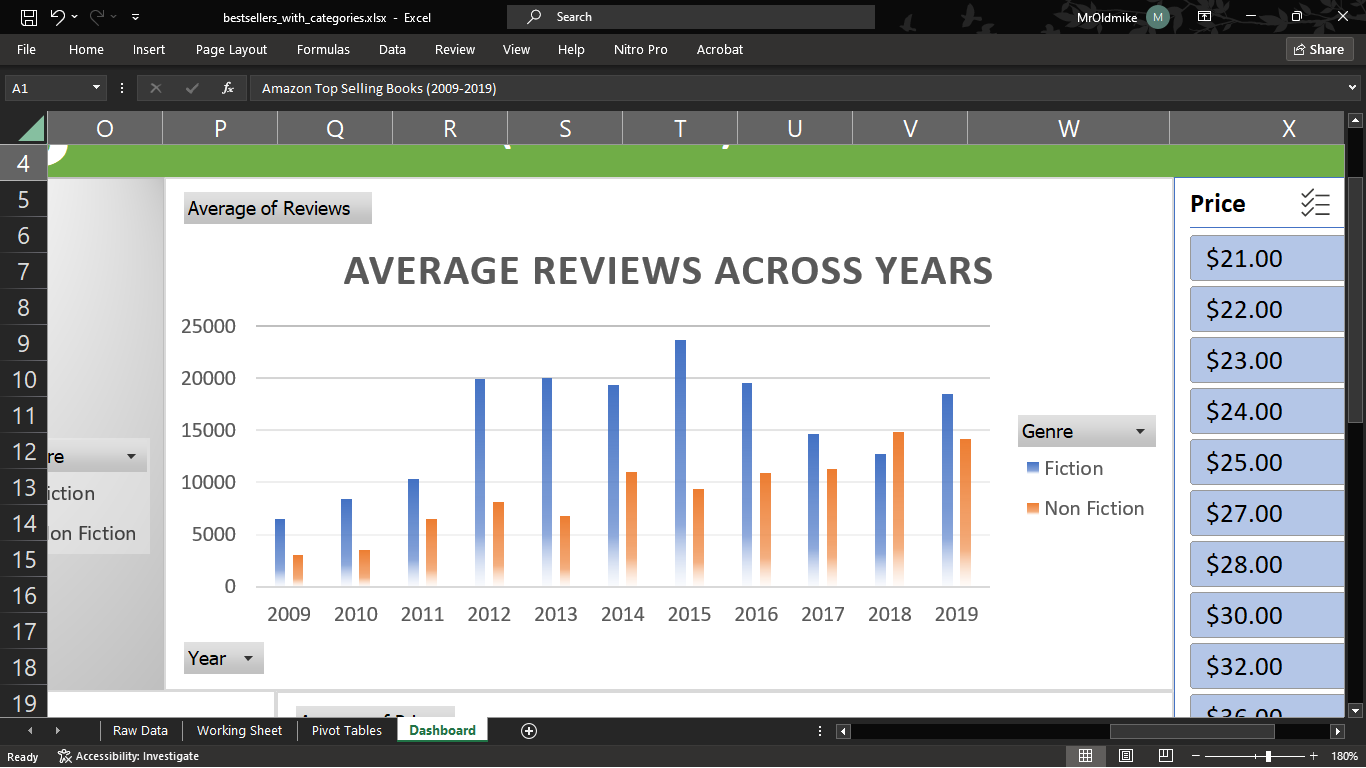 bestsellers_with_categories.xlsx - Excel
Search
MrOldmike M
File Home Insert Page Layout Formulas Data Review View Help Nitro Pro Acrobat Share
A1 fx Amazon Top Selling Books (2009-2019)
O P Q R S T U V W X
4
5
6
7
8
9
10
11
12
13
14
15
16
17
18
19
re
iction
on Fiction
Average of Reviews
AVERAGE REVIEWS ACROSS YEARS
25000
20000
15000
10000
5000
0
2009 2010 2011 2012 2013 2014 2015 2016 2017 2018 2019
Year
Genre
Fiction
Non Fiction
Price
$21.00
$22.00
$23.00
$24.00
$25.00
$27.00
$28.00
$30.00
$32.00
Raw Data Working Sheet Pivot Tables Dashboard
Ready Accessibility: Investigate 180%